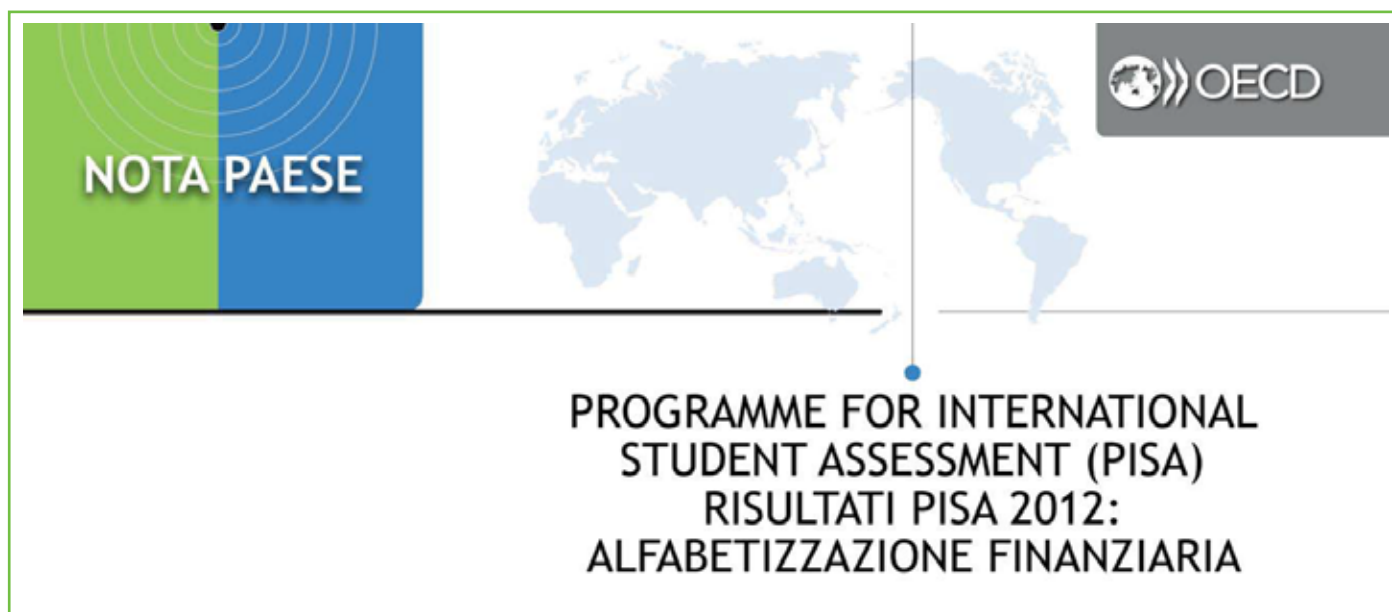 NOTA PAESE
OECD
PROGRAMME FOR INTERNATIONAL
STUDENT ASSESSMENT (PISA)
RISULTATI PISA 2012:
ALFABETIZZAZIONE FINANZIARIA